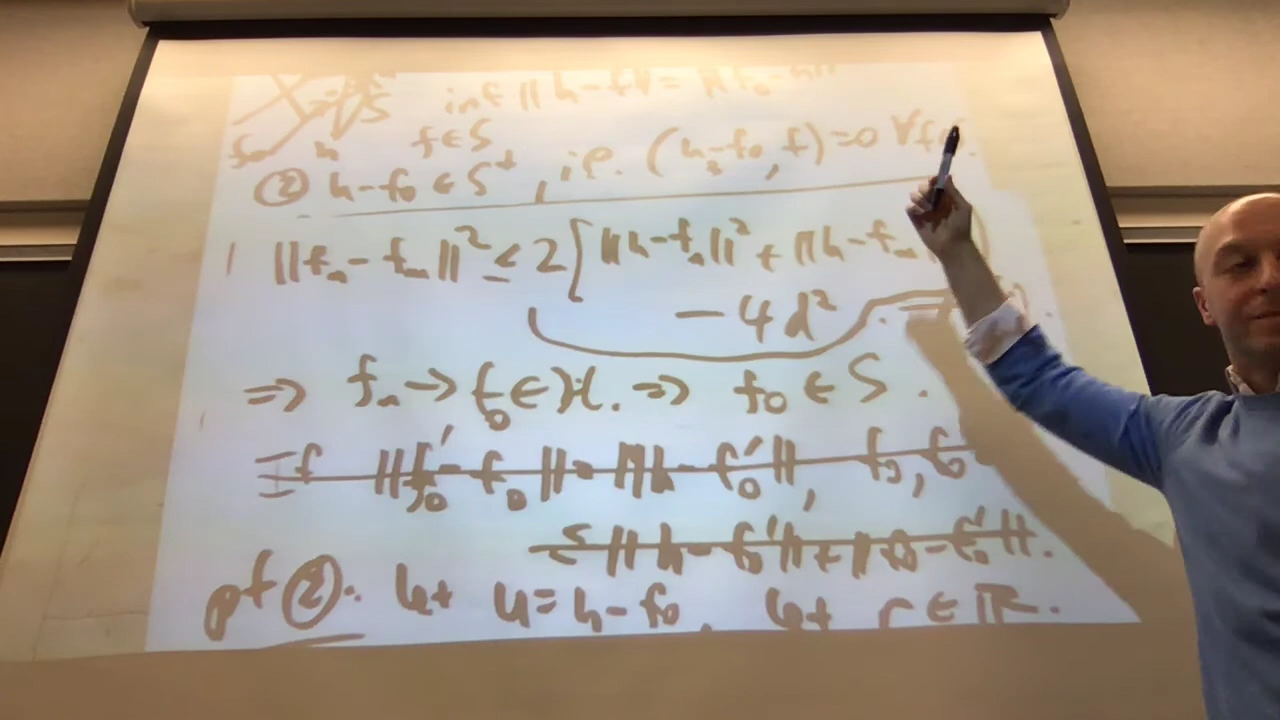 inf ||h-f|| = ||f₀-h||
f∈S
f₀ h
② h-f₀ ∈ S⊥, i.e. (h-f₀, f)=0 ∀f∈
||fₙ-fₘ||² ≤ 2[||h-fₙ||² + ||h-fₘ
-4d²
⇒ fₙ → f₀ ∈ ℋ. ⇒ f₀ ∈ S.
If ||f₀'-f₀|| = ||h-f₀'||, f₀, f₀
≤ ||h-f₀'|| + ||f₀-f₀'||.
pf ②: let u = h-f₀. let r ∈ ℝ.